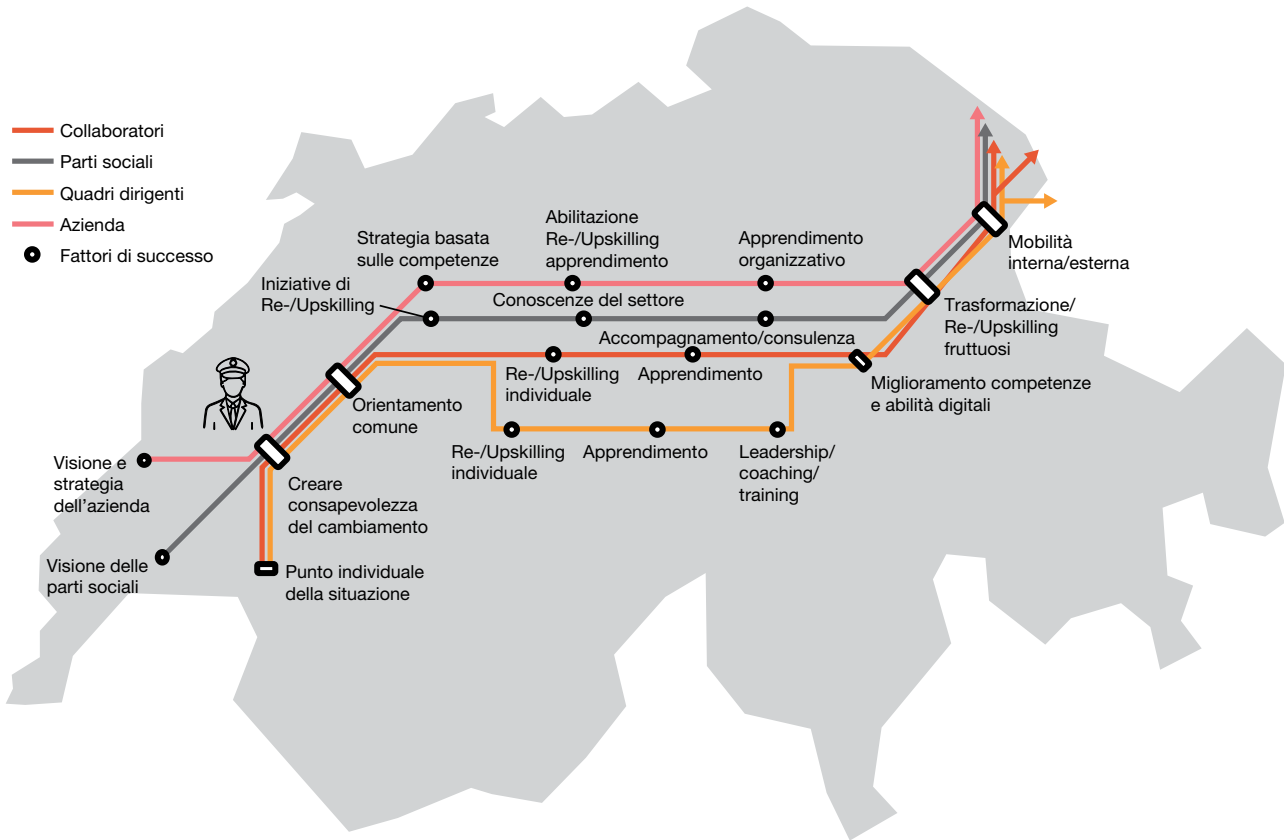 Collaboratori
Parti sociali
Quadri dirigenti
Azienda
Fattori di successo
Strategia basata
sulle competenze
Abilitazione
Re-/Upskilling
apprendimento
Apprendimento
organizzativo
Mobilità
interna/esterna
Iniziative di
Re-/Upskilling
Conoscenze del settore
Accompagnamento/consulenza
Trasformazione/
Re-/Upskilling
fruttuosi
Re-/Upskilling
individuale
Apprendimento
Miglioramento competenze
e abilità digitali
Orientamento
comune
Re-/Upskilling
individuale
Apprendimento
Leadership/
coaching/
training
Visione e
strategia
dell’azienda
Creare
consapevolezza
del cambiamento
Visione delle
parti sociali
Punto individuale
della situazione